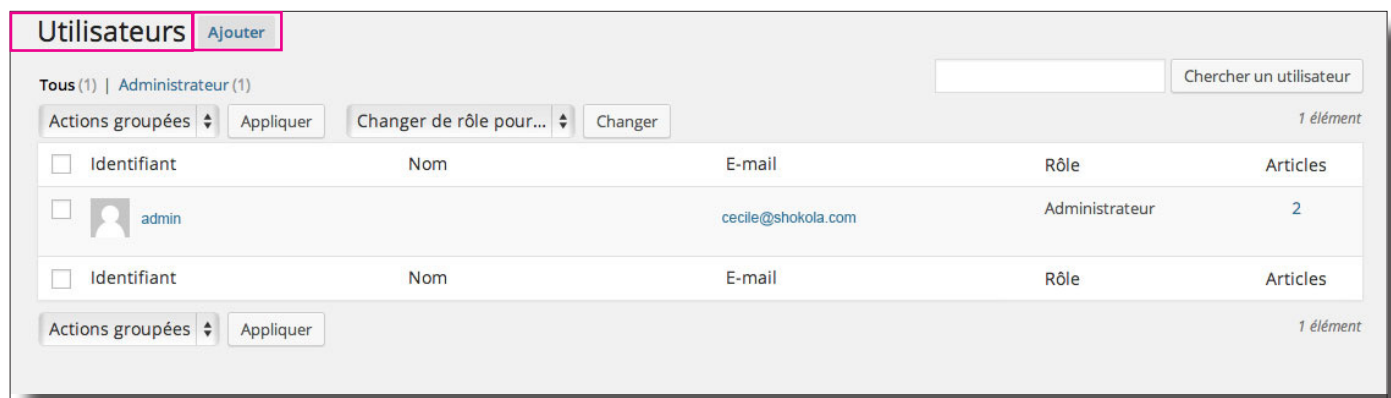 Utilisateurs Ajouter
Tous (1) | Administrateur (1)
Chercher un utilisateur
Actions groupées Appliquer Changer de rôle pour... Changer 1 élément
Identifiant Nom E-mail Rôle Articles
admin cecile@shokola.com Administrateur 2
Identifiant Nom E-mail Rôle Articles
Actions groupées Appliquer 1 élément